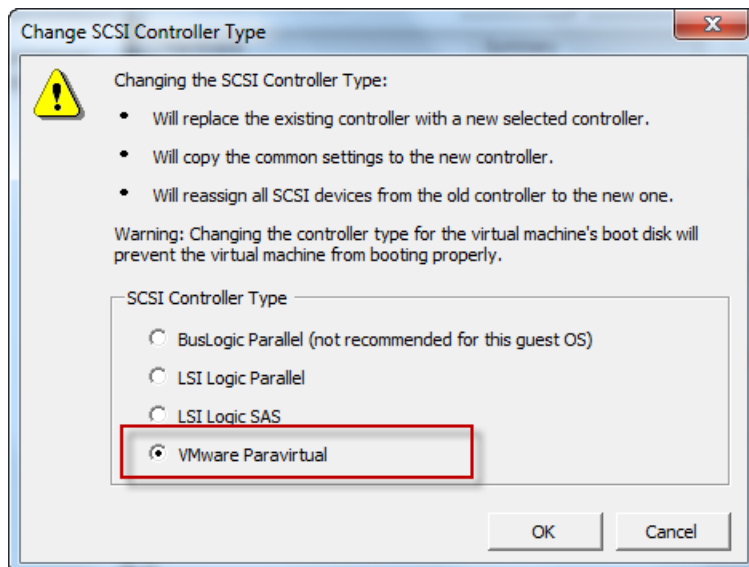 Change SCSI Controller Type
Changing the SCSI Controller Type:
• Will replace the existing controller with a new selected controller.
• Will copy the common settings to the new controller.
• Will reassign all SCSI devices from the old controller to the new one.
Warning: Changing the controller type for the virtual machine's boot disk will
prevent the virtual machine from booting properly.
SCSI Controller Type
BusLogic Parallel (not recommended for this guest OS)
LSI Logic Parallel
LSI Logic SAS
VMware Paravirtual
OK
Cancel